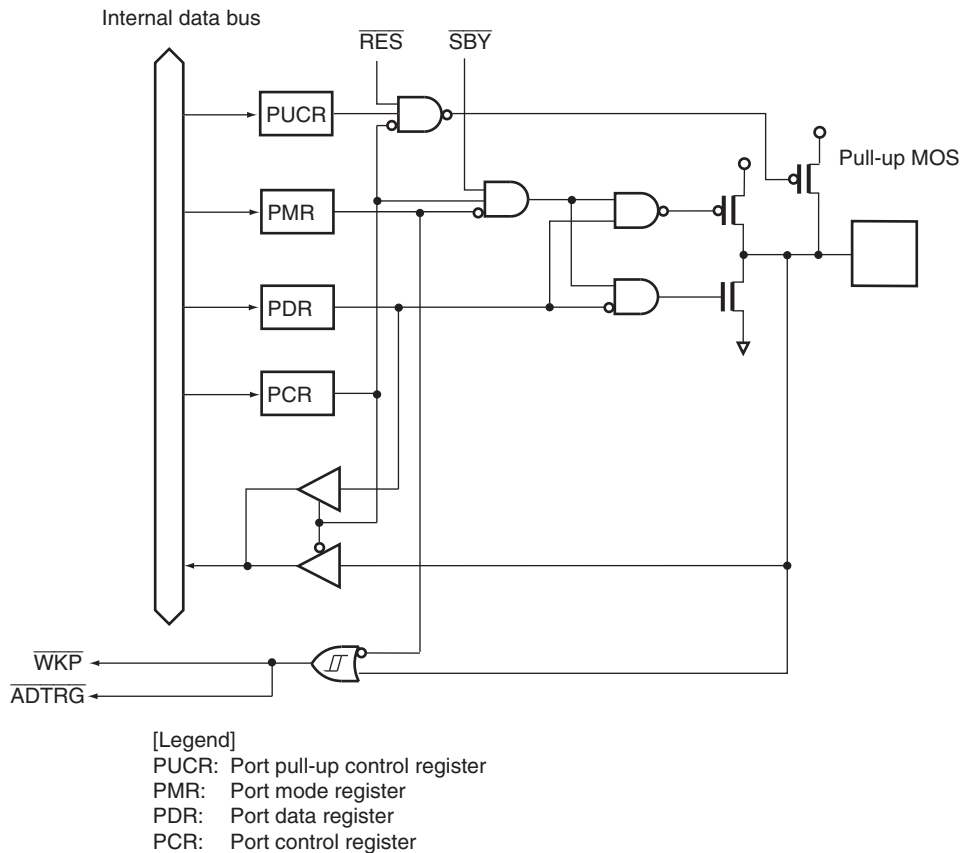 Internal data bus
RES
SBY
PUCR
Pull-up MOS
PMR
PDR
PCR
WKP
ADTRG
[Legend]
PUCR: Port pull-up control register
PMR: Port mode register
PDR: Port data register
PCR: Port control register